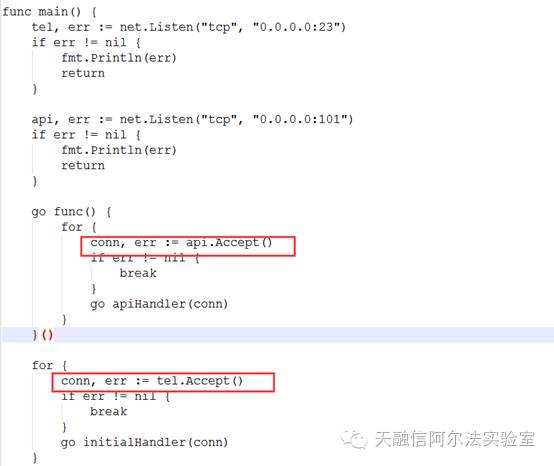 func main() {
    tel, err := net.Listen("tcp", "0.0.0.0:23")
    if err != nil {
        fmt.Println(err)
        return
    }

    api, err := net.Listen("tcp", "0.0.0.0:101")
    if err != nil {
        fmt.Println(err)
        return
    }

    go func() {
        for {
            conn, err := api.Accept()
            if err != nil {
                break
            }
            go apiHandler(conn)
        }
    }()

    for {
        conn, err := tel.Accept()
        if err != nil {
            break
        }
        go initialHandler(conn)
    }
天融信阿尔法实验室